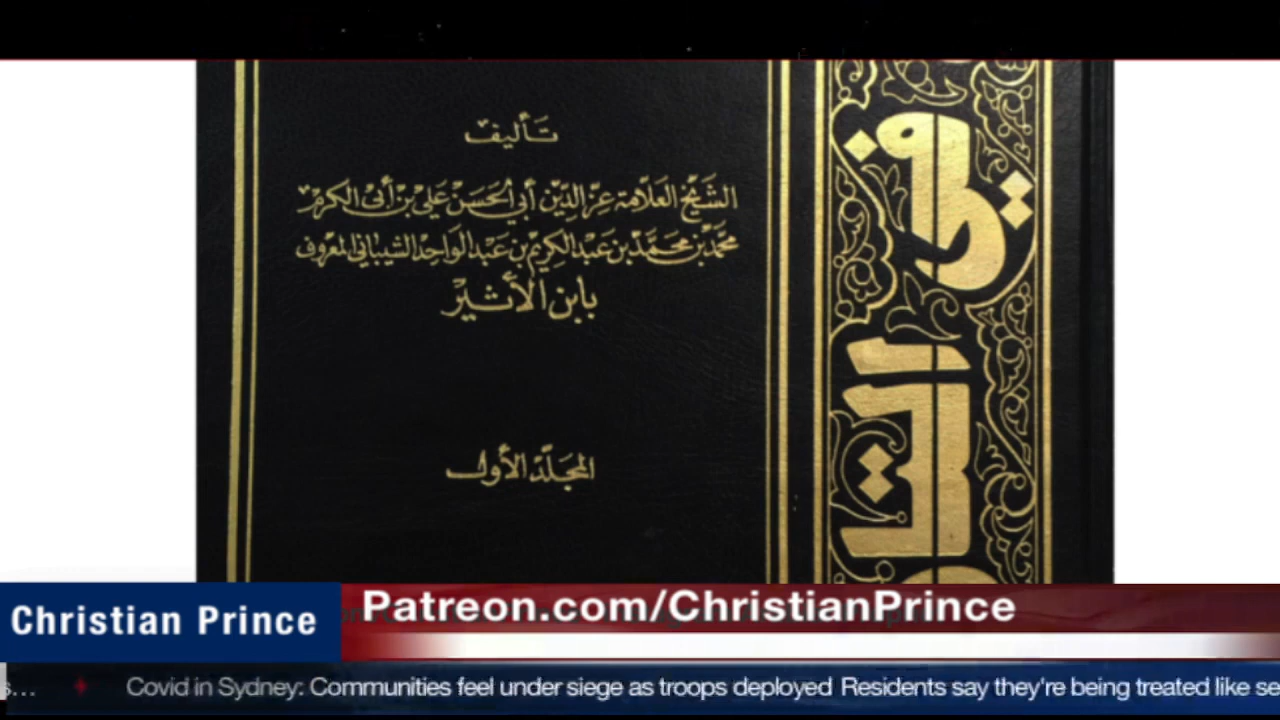 تأليف
الشيخ العلامة عز الدين أبي الحسن علي بن أبي الكرم
محمد بن محمد بن عبد الكريم بن عبد الواحد الشيباني المعروف
بابن الأثير
المجلد الأول
في التا
Christian Prince
Patreon.com/ChristianPrince
s... Covid in Sydney: Communities feel under siege as troops deployed Residents say they're being treated like se